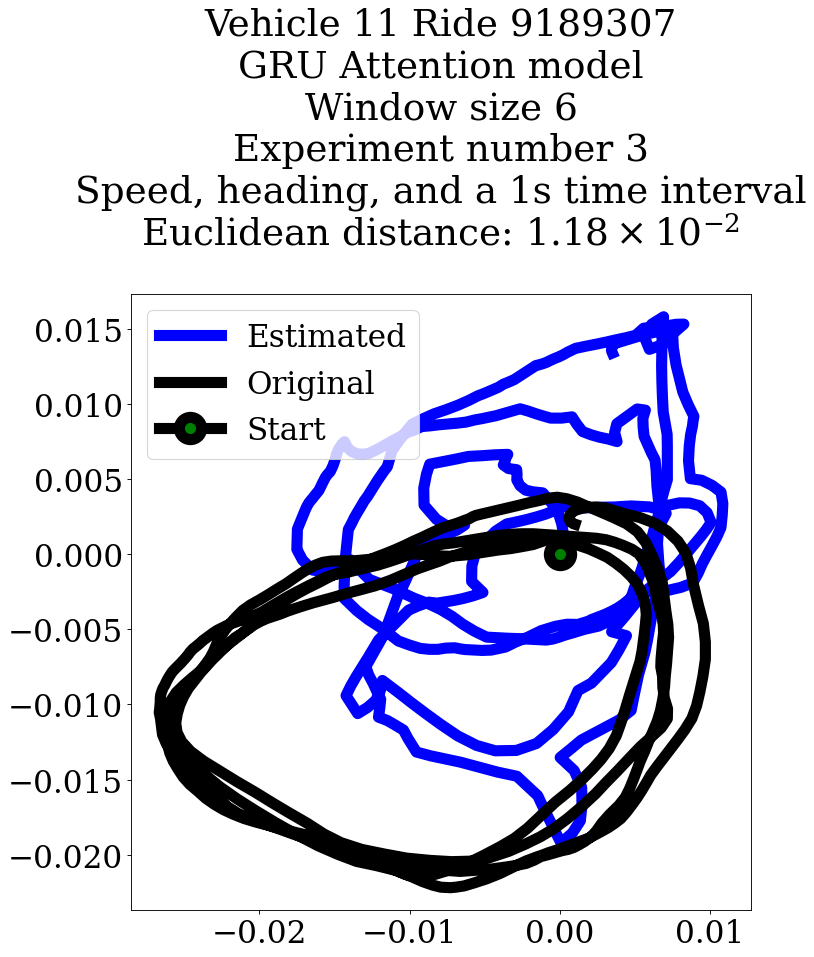 Vehicle 11 Ride 9189307
GRU Attention model
Window size 6
Experiment number 3
Speed, heading, and a 1s time interval
Euclidean distance: 1.18 × 10⁻²
Estimated
Original
Start
0.015
0.010
0.005
0.000
−0.005
−0.010
−0.015
−0.020
−0.02 −0.01 0.00 0.01